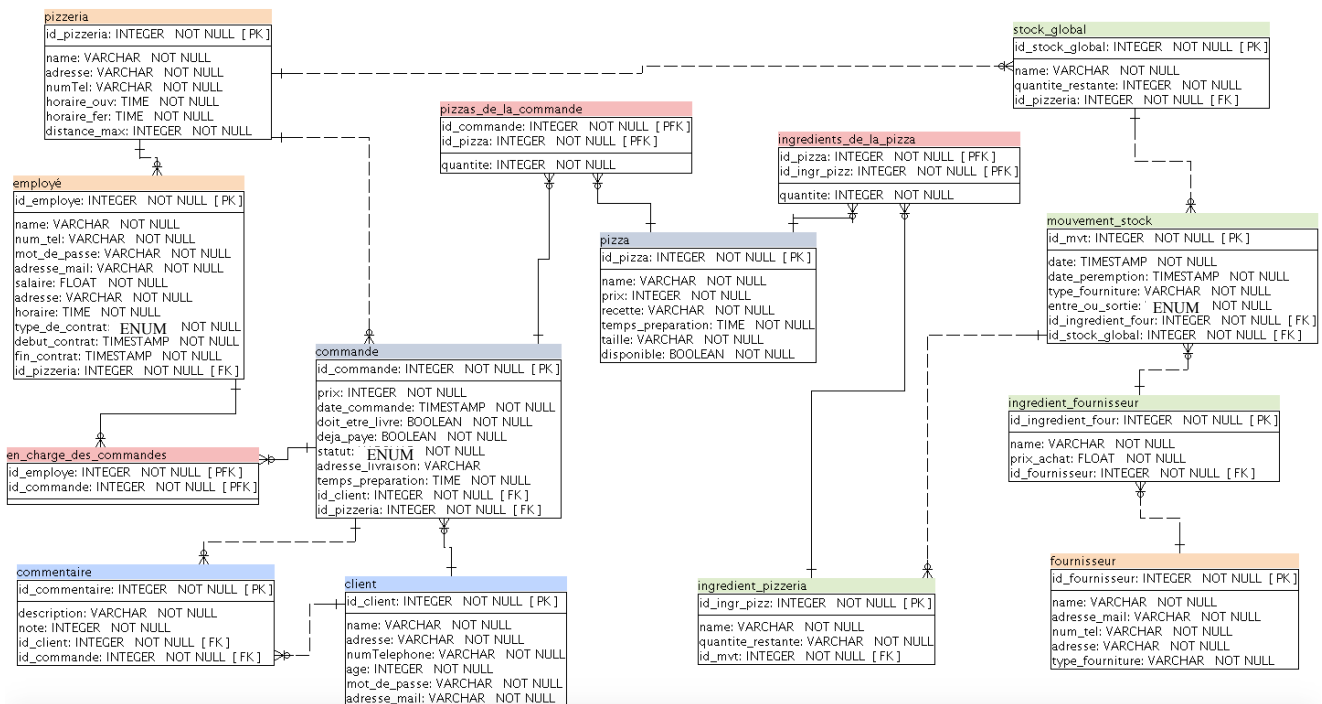 pizzeria
id_pizzeria: INTEGER NOT NULL [ PK ]
name: VARCHAR NOT NULL
adresse: VARCHAR NOT NULL
numTel: VARCHAR NOT NULL
horaire_ouv: TIME NOT NULL
horaire_fer: TIME NOT NULL
distance_max: INTEGER NOT NULL
stock_global
id_stock_global: INTEGER NOT NULL [ PK ]
name: VARCHAR NOT NULL
quantite_restante: INTEGER NOT NULL
id_pizzeria: INTEGER NOT NULL [ FK ]
pizzas_de_la_commande
id_commande: INTEGER NOT NULL [ PFK ]
id_pizza: INTEGER NOT NULL [ PFK ]
quantite: INTEGER NOT NULL
ingredients_de_la_pizza
id_pizza: INTEGER NOT NULL [ PFK ]
id_ingr_pizz: INTEGER NOT NULL [ PFK ]
quantite: INTEGER NOT NULL
employé
id_employe: INTEGER NOT NULL [ PK ]
name: VARCHAR NOT NULL
num_tel: VARCHAR NOT NULL
mot_de_passe: VARCHAR NOT NULL
adresse_mail: VARCHAR NOT NULL
salaire: FLOAT NOT NULL
adresse: VARCHAR NOT NULL
horaire: TIME NOT NULL
type_de_contrat: ENUM NOT NULL
debut_contrat: TIMESTAMP NOT NULL
fin_contrat: TIMESTAMP NOT NULL
id_pizzeria: INTEGER NOT NULL [ FK ]
pizza
id_pizza: INTEGER NOT NULL [ PK ]
name: VARCHAR NOT NULL
prix: INTEGER NOT NULL
recette: VARCHAR NOT NULL
temps_preparation: TIME NOT NULL
taille: VARCHAR NOT NULL
disponible: BOOLEAN NOT NULL
mouvement_stock
id_mvt: INTEGER NOT NULL [ PK ]
date: TIMESTAMP NOT NULL
date_peremption: TIMESTAMP NOT NULL
type_fourniture: VARCHAR NOT NULL
entre_ou_sortie: ENUM NOT NULL
id_ingredient_four: INTEGER NOT NULL [ FK ]
id_stock_global: INTEGER NOT NULL [ FK ]
commande
id_commande: INTEGER NOT NULL [ PK ]
prix: INTEGER NOT NULL
date_commande: TIMESTAMP NOT NULL
doit_etre_livre: BOOLEAN NOT NULL
deja_paye: BOOLEAN NOT NULL
statut: ENUM NOT NULL
adresse_livraison: VARCHAR
temps_preparation: TIME NOT NULL
id_client: INTEGER NOT NULL [ FK ]
id_pizzeria: INTEGER NOT NULL [ FK ]
ingredient_fournisseur
id_ingredient_four: INTEGER NOT NULL [ PK ]
name: VARCHAR NOT NULL
prix_achat: FLOAT NOT NULL
id_fournisseur: INTEGER NOT NULL [ FK ]
en_charge_des_commandes
id_employe: INTEGER NOT NULL [ PFK ]
id_commande: INTEGER NOT NULL [ PFK ]
commentaire
id_commentaire: INTEGER NOT NULL [ PK ]
description: VARCHAR NOT NULL
note: INTEGER NOT NULL
id_client: INTEGER NOT NULL [ FK ]
id_commande: INTEGER NOT NULL [ FK ]
client
id_client: INTEGER NOT NULL [ PK ]
name: VARCHAR NOT NULL
adresse: VARCHAR NOT NULL
numTelephone: VARCHAR NOT NULL
age: INTEGER NOT NULL
mot_de_passe: VARCHAR NOT NULL
adresse_mail: VARCHAR NOT NULL
ingredient_pizzeria
id_ingr_pizz: INTEGER NOT NULL [ PK ]
name: VARCHAR NOT NULL
quantite_restante: VARCHAR NOT NULL
id_mvt: INTEGER NOT NULL [ FK ]
fournisseur
id_fournisseur: INTEGER NOT NULL [ PK ]
name: VARCHAR NOT NULL
adresse_mail: VARCHAR NOT NULL
num_tel: VARCHAR NOT NULL
adresse: VARCHAR NOT NULL
type_fourniture: VARCHAR NOT NULL